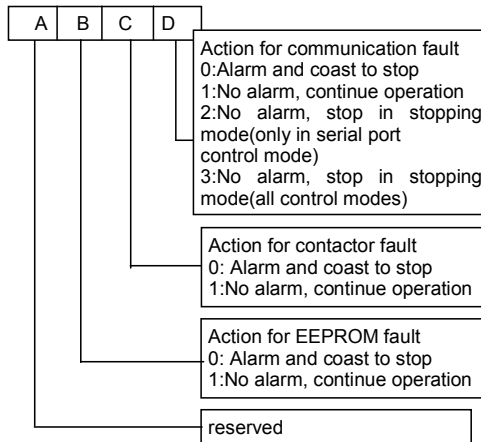 A B C D
Action for communication fault
0:Alarm and coast to stop
1:No alarm, continue operation
2:No alarm, stop in stopping
mode(only in serial port
control mode)
3:No alarm, stop in stopping
mode(all control modes)
Action for contactor fault
0: Alarm and coast to stop
1:No alarm, continue operation
Action for EEPROM fault
0: Alarm and coast to stop
1:No alarm, continue operation
reserved